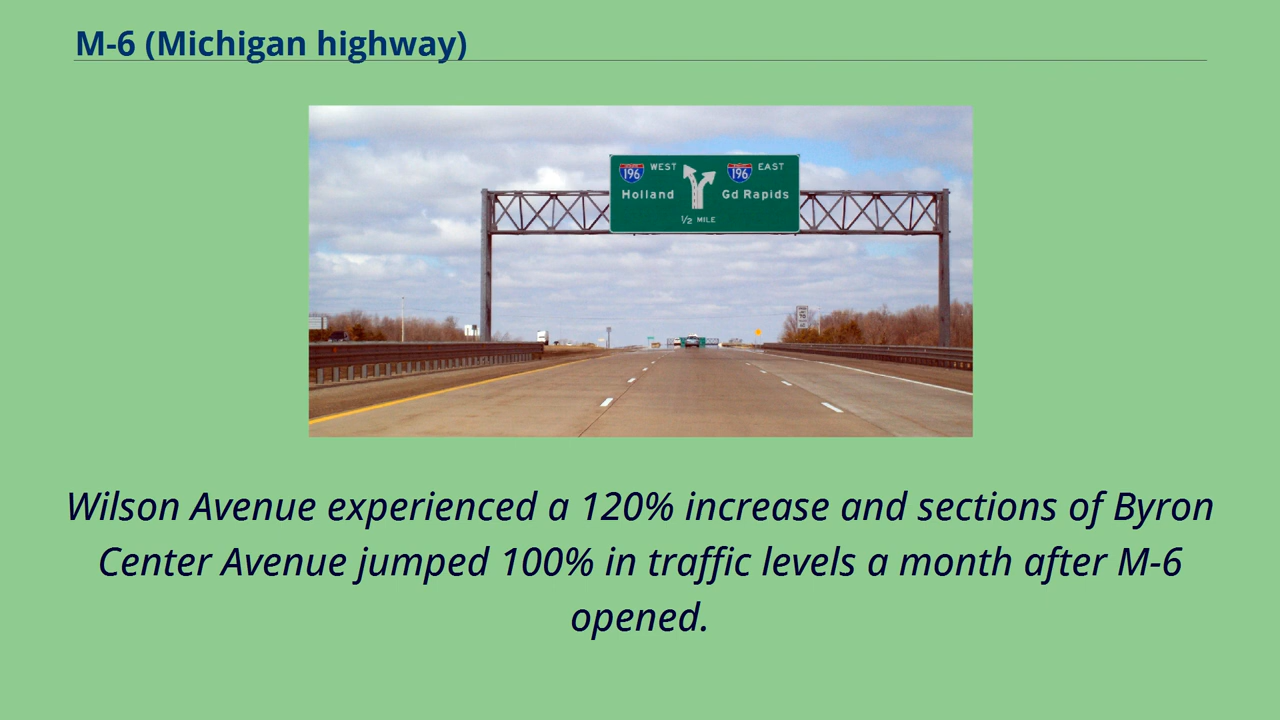 M-6 (Michigan highway)
196 WEST 196 EAST
Holland Gd Rapids
½ MILE
Wilson Avenue experienced a 120% increase and sections of Byron
Center Avenue jumped 100% in traffic levels a month after M-6
opened.